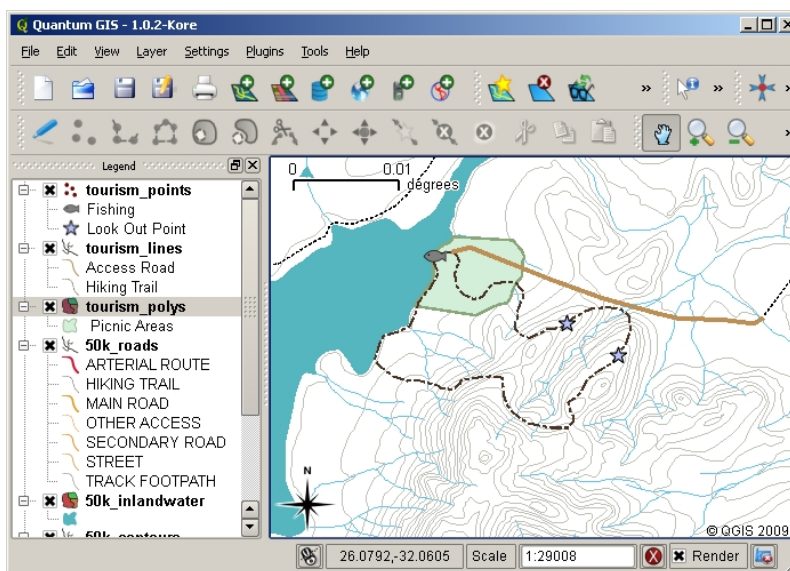 Quantum GIS - 1.0.2-Kore
File Edit View Layer Settings Plugins Tools Help
Legend
tourism_points
Fishing
Look Out Point
tourism_lines
Access Road
Hiking Trail
tourism_polys
Picnic Areas
50k_roads
ARTERIAL ROUTE
HIKING TRAIL
MAIN ROAD
OTHER ACCESS
SECONDARY ROAD
STREET
TRACK FOOTPATH
50k_inlandwater
50k_contours
0 0.01
degrees
N
© QGIS 2009
26.0792,-32.0605 Scale 1:29008 Render